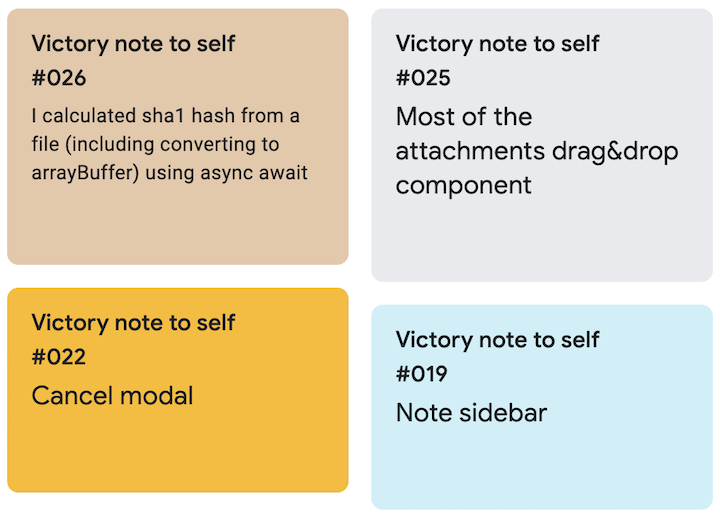 Victory note to self
#026
I calculated sha1 hash from a
file (including converting to
arrayBuffer) using async await
Victory note to self
#025
Most of the
attachments drag&drop
component
Victory note to self
#022
Cancel modal
Victory note to self
#019
Note sidebar